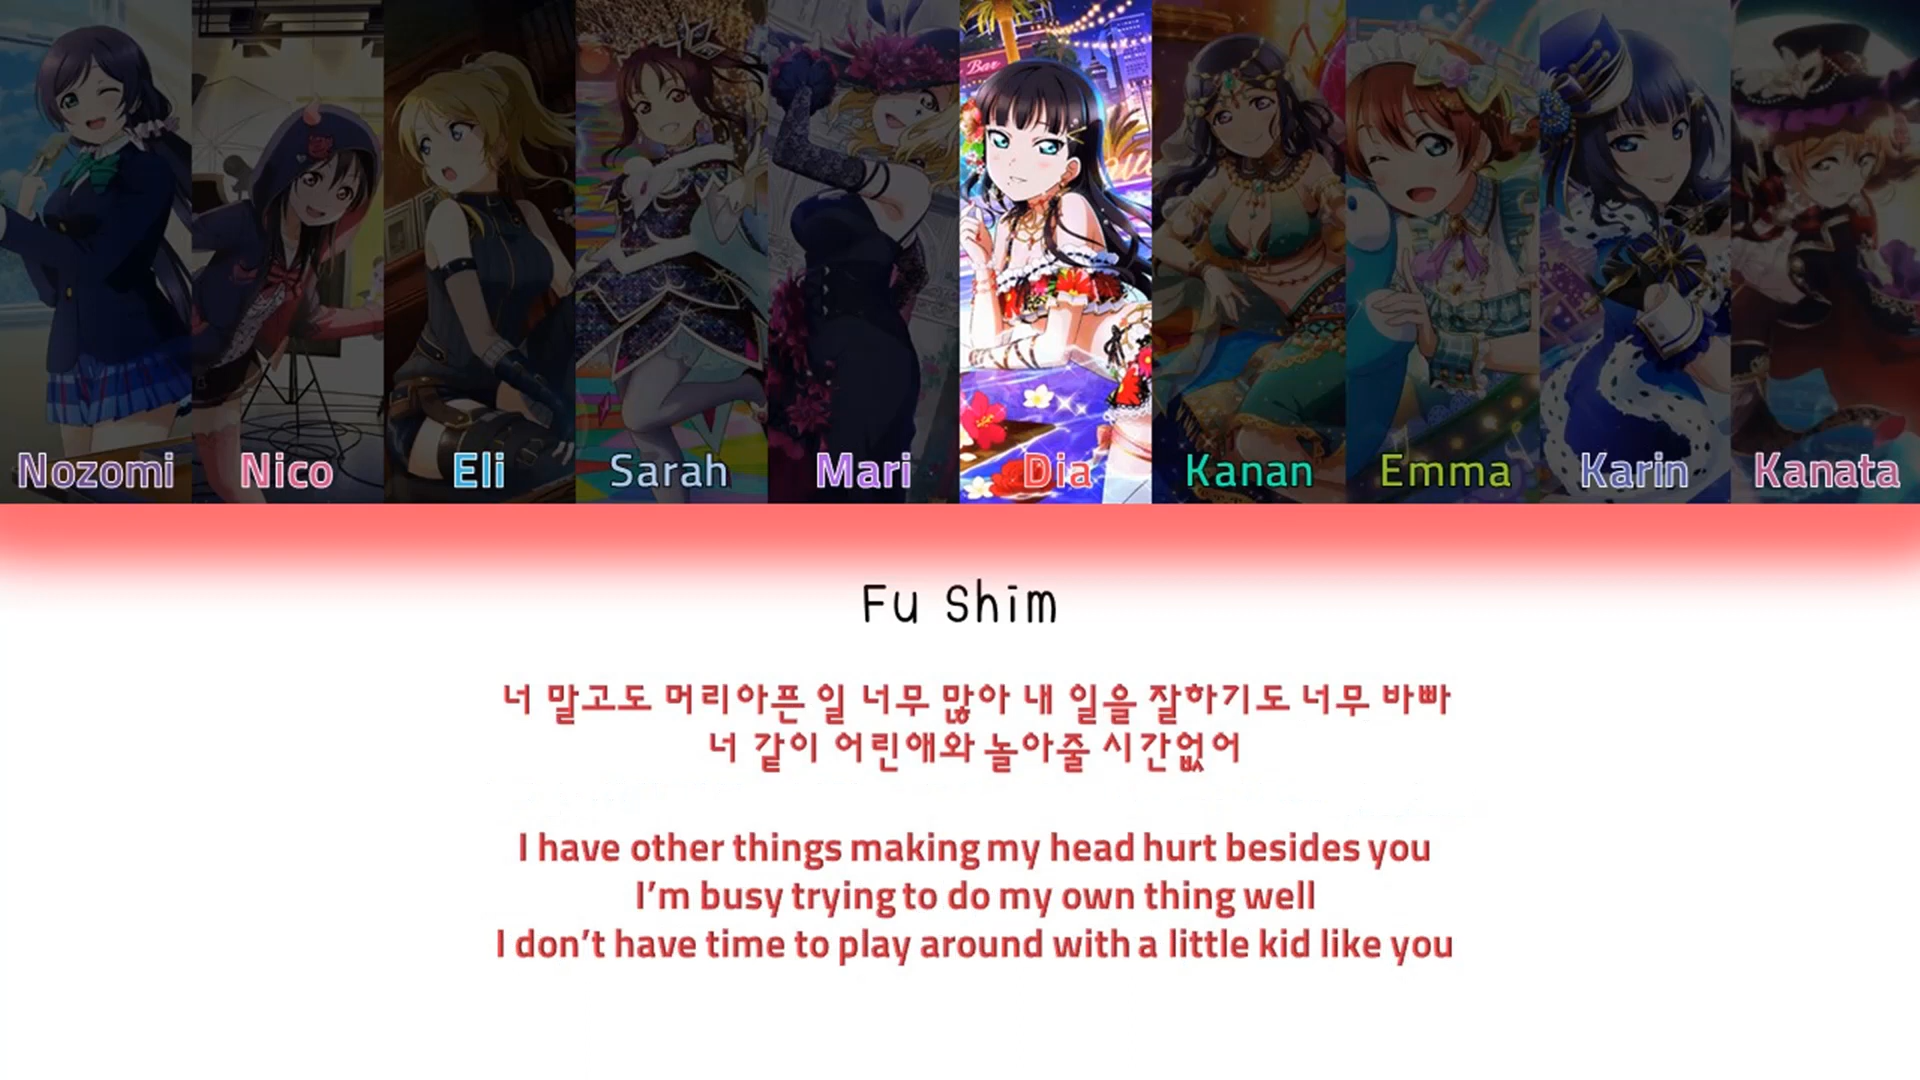 Bar
Nozomi
Nico
Eli
Sarah
Mari
Dia
Kanan
Emma
Karin
Kanata
Fu Shim
너 말고도 머리아픈 일 너무 많아 내 일을 잘하기도 너무 바빠
너 같이 어린애와 놀아줄 시간없어
I have other things making my head hurt besides you
I'm busy trying to do my own thing well
I don't have time to play around with a little kid like you